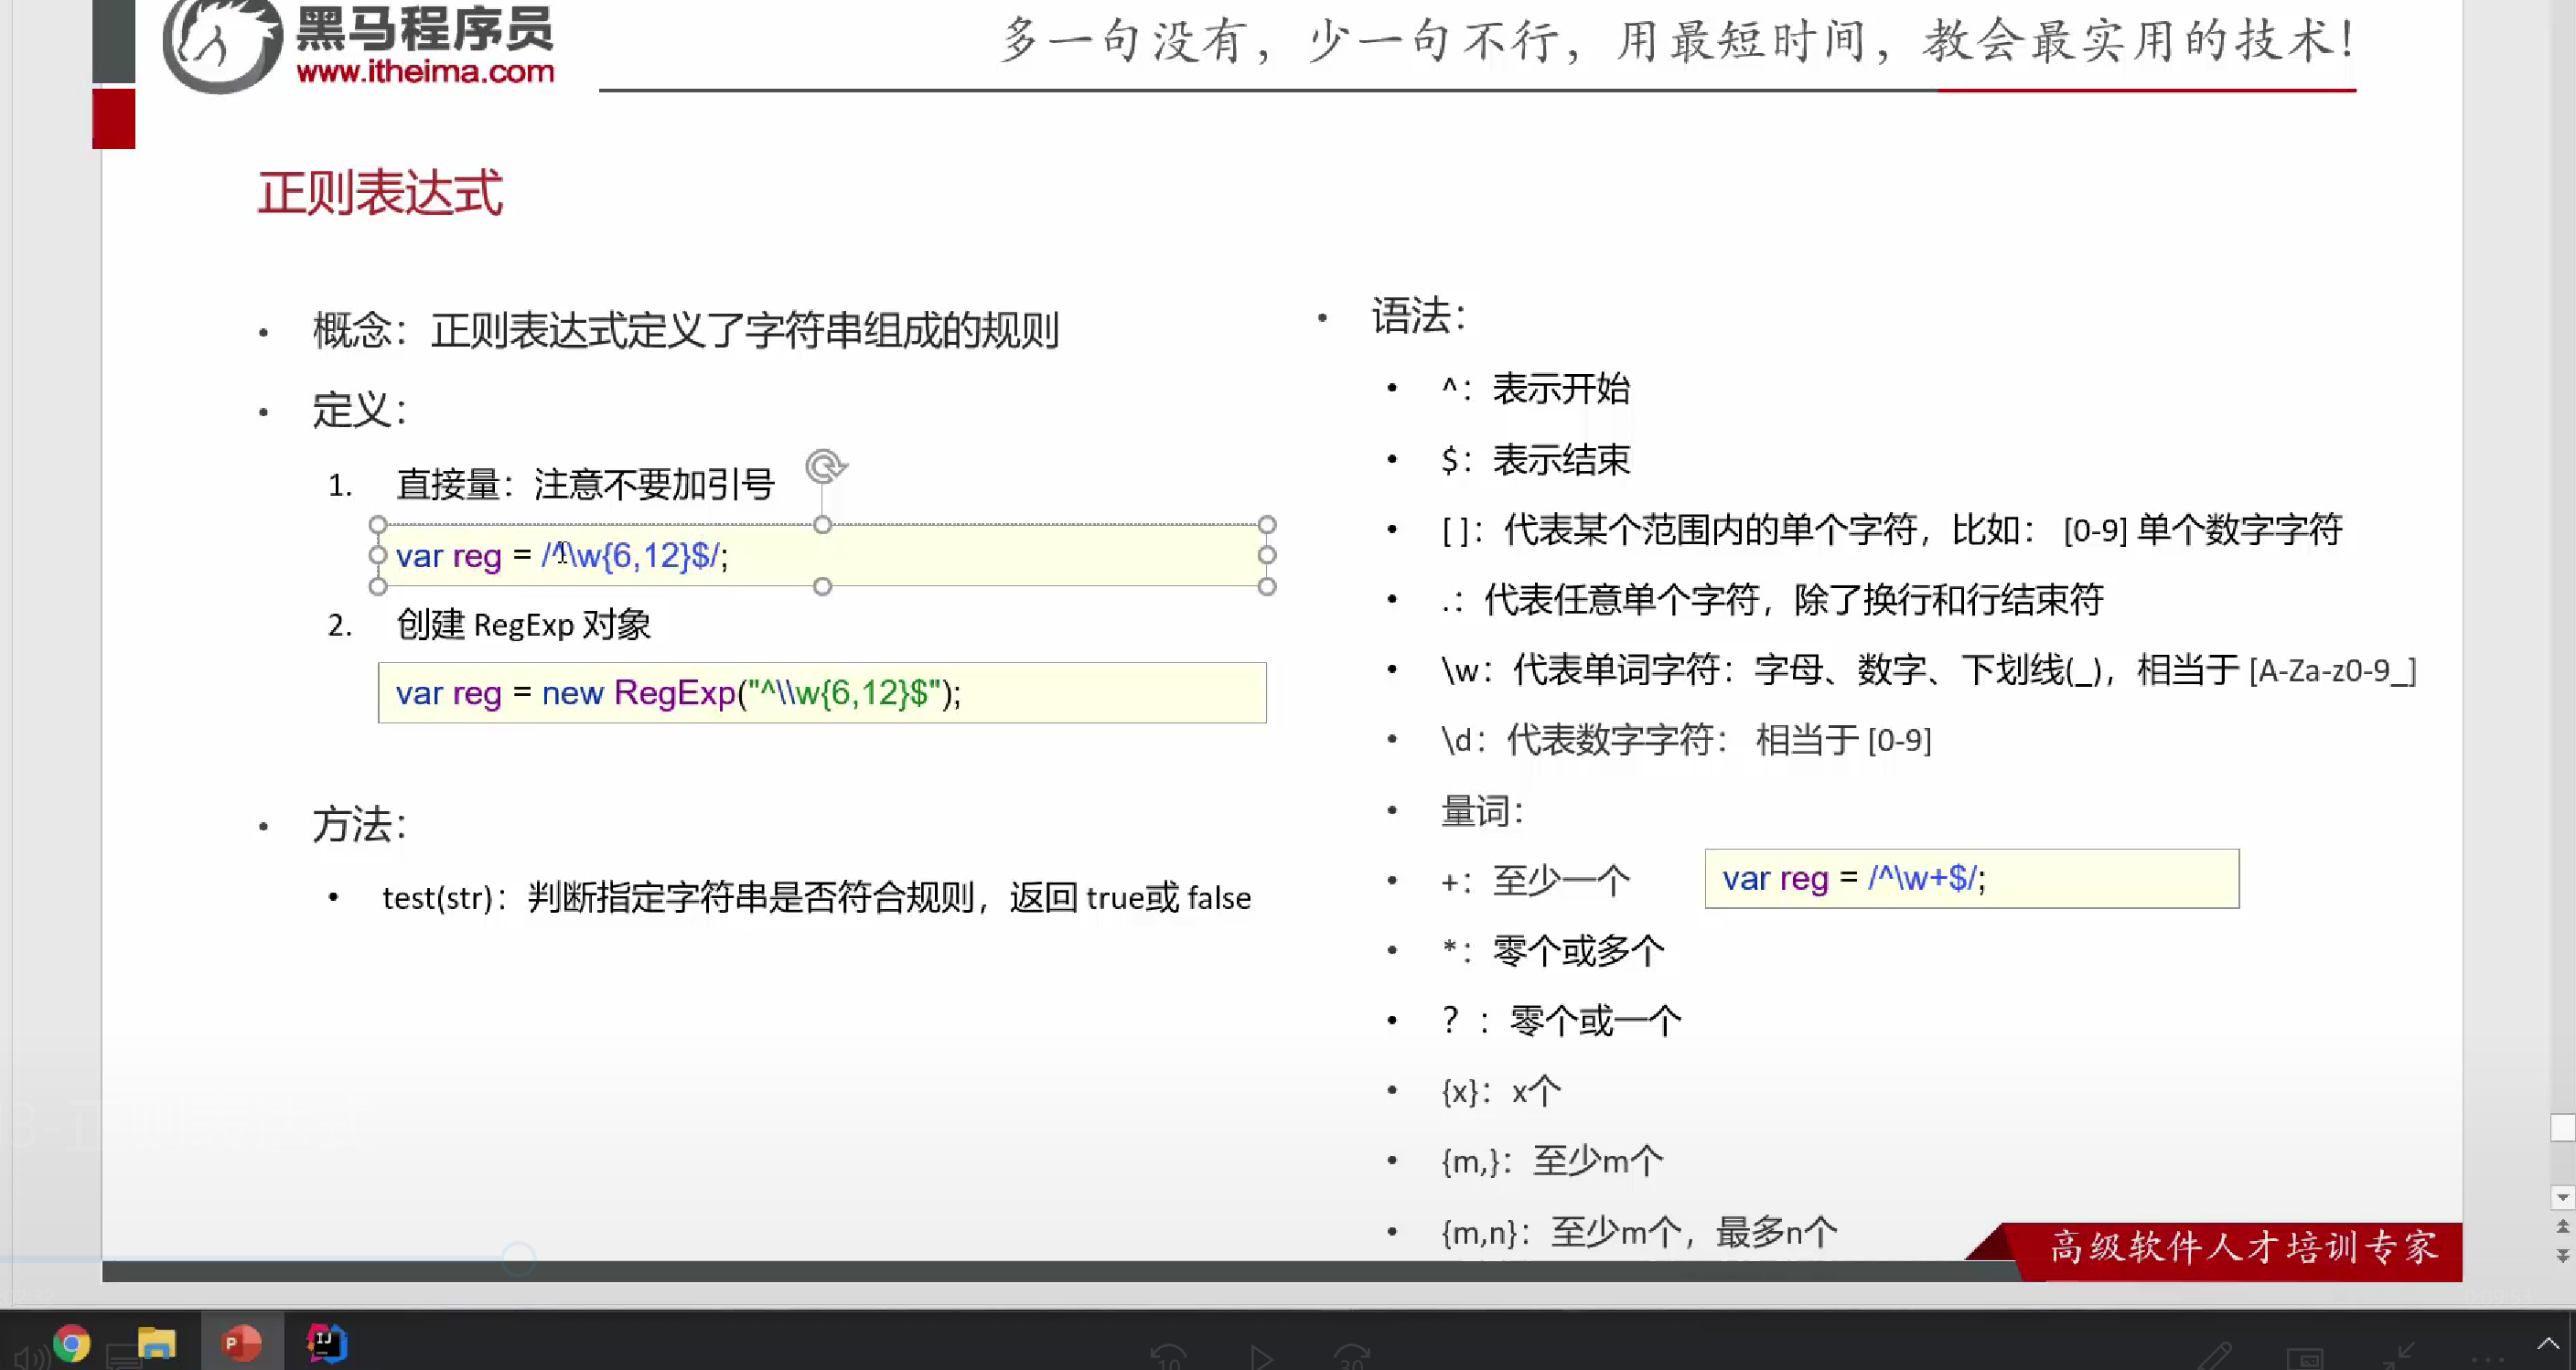 黑马程序员
www.itheima.com
多一句没有，少一句不行，用最短时间，教会最实用的技术！
正则表达式
• 概念：正则表达式定义了字符串组成的规则
• 定义：
1. 直接量：注意不要加引号
var reg = /^\w{6,12}$/;
2. 创建 RegExp 对象
var reg = new RegExp("^\\w{6,12}$");
• 方法：
• test(str)：判断指定字符串是否符合规则，返回 true或 false
• 语法：
• ^：表示开始
• $：表示结束
• [ ]：代表某个范围内的单个字符，比如： [0-9] 单个数字字符
• .：代表任意单个字符，除了换行和行结束符
• \w：代表单词字符：字母、数字、下划线(_)，相当于 [A-Za-z0-9_]
• \d：代表数字字符： 相当于 [0-9]
• 量词：
• +：至少一个
var reg = /^\w+$/;
• *：零个或多个
• ？：零个或一个
• {x}：x个
• {m,}：至少m个
• {m,n}：至少m个，最多n个
高级软件人才培训专家